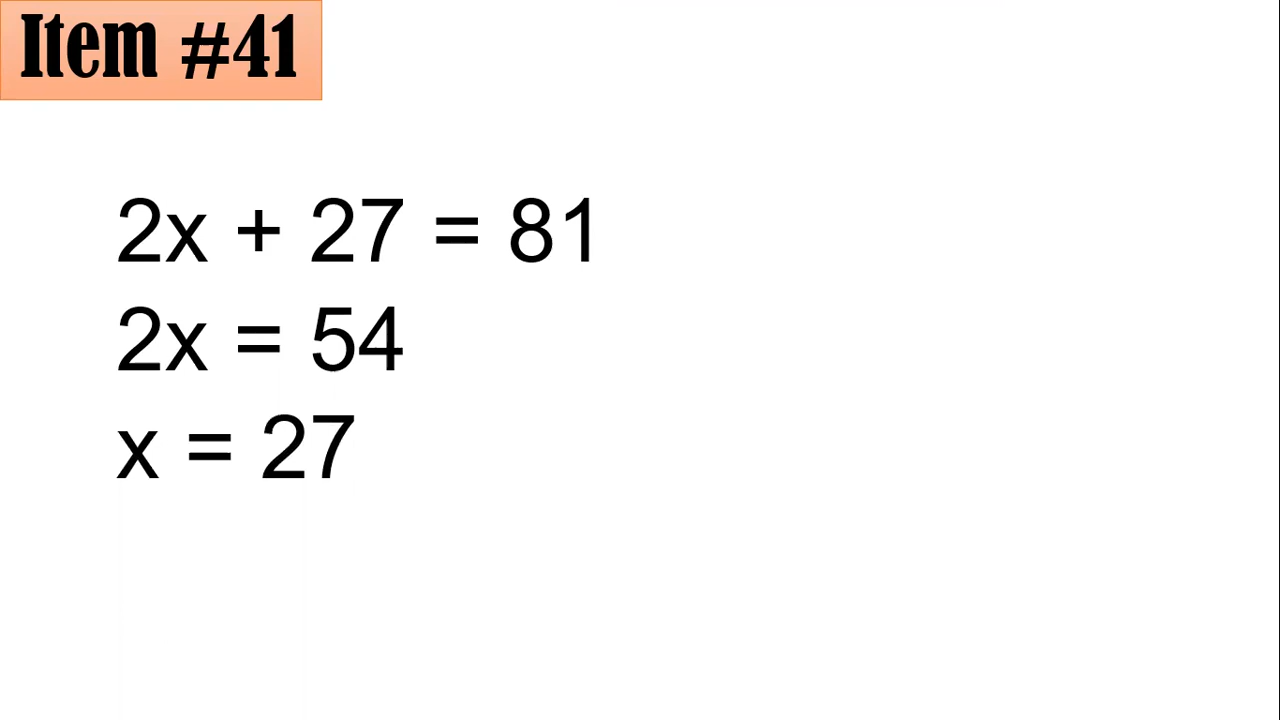 Item #41
2x + 27 = 81
2x = 54
x = 27